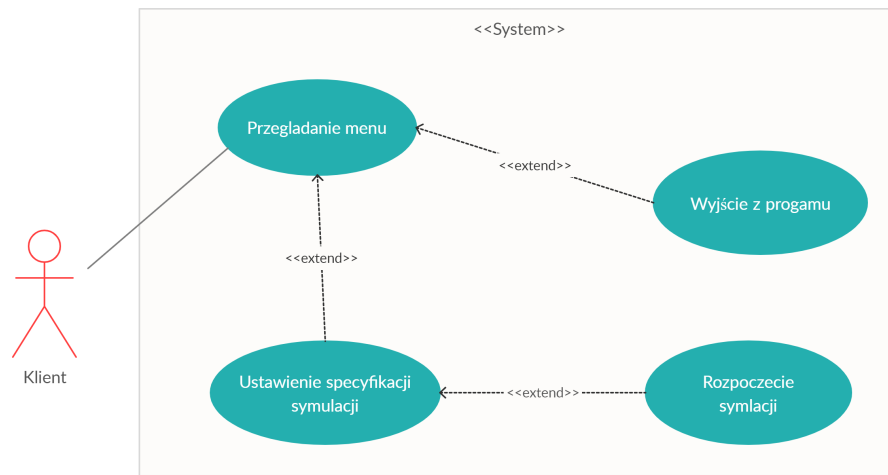 <<System>>
Przegladanie menu
<<extend>>
Wyjście z progamu
<<extend>>
Klient
Ustawienie specyfikacji
symulacji
<<extend>>
Rozpoczecie
symlacji